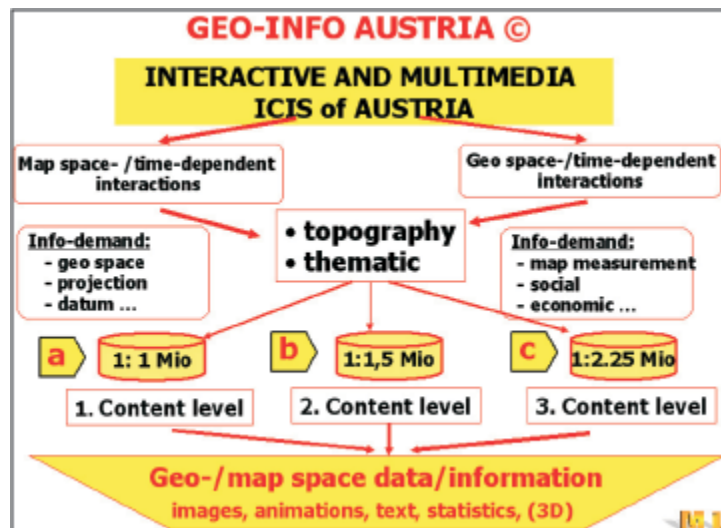 GEO-INFO AUSTRIA ©
INTERACTIVE AND MULTIMEDIA
ICIS of AUSTRIA
Map space- /time-dependent
interactions
Geo space-/time-dependent
interactions
Info-demand:
- geo space
- projection
- datum ...
• topography
• thematic
Info-demand:
- map measurement
- social
- economic ...
a
1: 1 Mio
b
1:1,5 Mio
c
1:2.25 Mio
1. Content level
2. Content level
3. Content level
Geo-/map space data/information
images, animations, text, statistics, (3D)